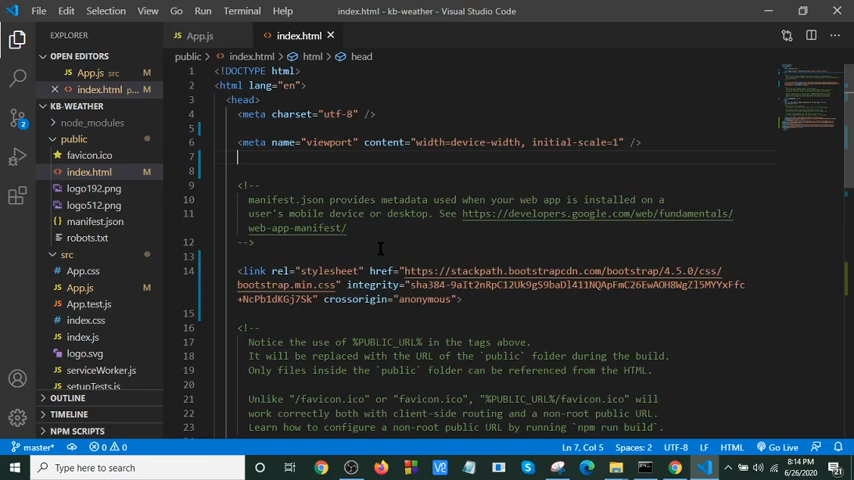 File Edit Selection View Go Run Terminal Help index.html - kb-weather - Visual Studio Code
EXPLORER ... App.js index.html
public > index.html > html > head
OPEN EDITORS
App.js src M
index.html p... M
KB-WEATHER
node_modules
public
favicon.ico
index.html M
logo192.png
logo512.png
manifest.json
robots.txt
src
App.css
App.js M
App.test.js
index.css
index.js
logo.svg
serviceWorker.js
setupTests.js
OUTLINE
TIMELINE
NPM SCRIPTS
2
1 <!DOCTYPE html>
2 <html lang="en">
3 <head>
4 <meta charset="utf-8" />
5
6 <meta name="viewport" content="width=device-width, initial-scale=1" />
7
8
9 <!--
10 manifest.json provides metadata used when your web app is installed on a
11 user's mobile device or desktop. See https://developers.google.com/web/fundamentals/
web-app-manifest/
12 -->
13
14 <link rel="stylesheet" href="https://stackpath.bootstrapcdn.com/bootstrap/4.5.0/css/
bootstrap.min.css" integrity="sha384-9aIt2nRpC12Uk9gS9baDl411NQApFmC26EwAOH8WgZl5MYYxFfc
+NcPb1dKGj7Sk" crossorigin="anonymous">
15
16 <!--
17 Notice the use of %PUBLIC_URL% in the tags above.
18 It will be replaced with the URL of the `public` folder during the build.
19 Only files inside the `public` folder can be referenced from the HTML.
20
21 Unlike "/favicon.ico" or "favicon.ico", "%PUBLIC_URL%/favicon.ico" will
22 work correctly both with client-side routing and a non-root public URL.
23 Learn how to configure a non-root public URL by running `npm run build`.
master* 0 0 Ln 7, Col 5 Spaces: 2 UTF-8 LF HTML Go Live
Type here to search
8:14 PM
6/26/2020
21